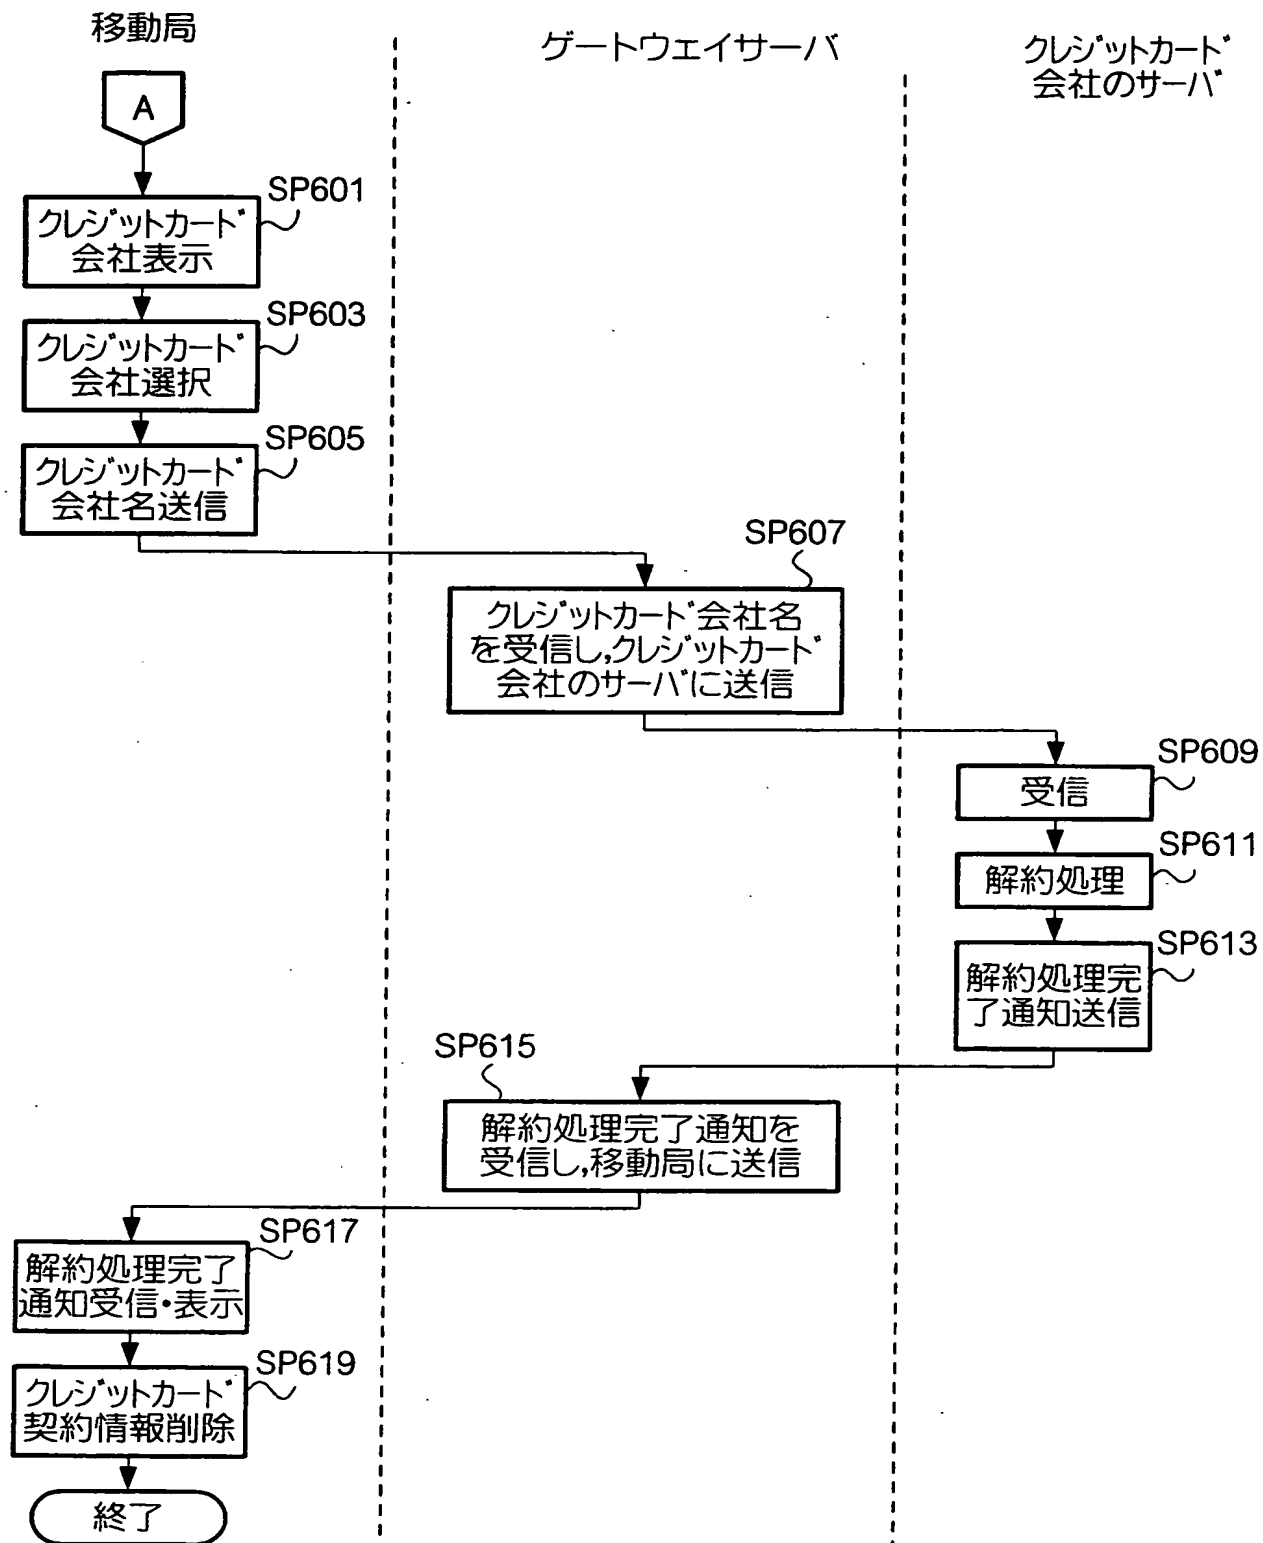 移動局
ゲートウェイサーバ
クレジットカード
会社のサーバ
A
SP601
クレジットカード
会社表示
SP603
クレジットカード
会社選択
SP605
クレジットカード
会社名送信
SP607
クレジットカード会社名
を受信し,クレジットカード
会社のサーバに送信
SP609
受信
SP611
解約処理
SP613
解約処理完
了通知送信
SP615
解約処理完了通知を
受信し,移動局に送信
SP617
解約処理完了
通知受信・表示
SP619
クレジットカード
契約情報削除
終了